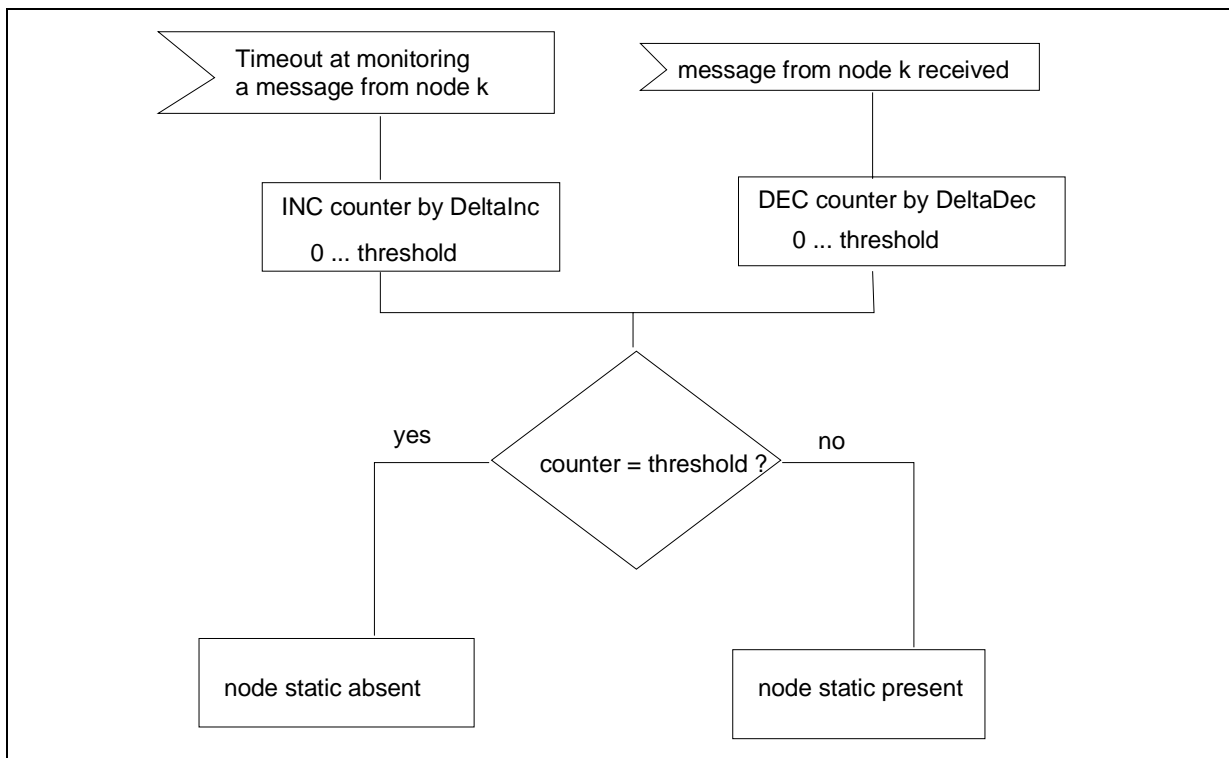 Timeout at monitoring
a message from node k
message from node k received
INC counter by DeltaInc
0 ... threshold
DEC counter by DeltaDec
0 ... threshold
counter = threshold ?
yes
no
node static absent
node static present